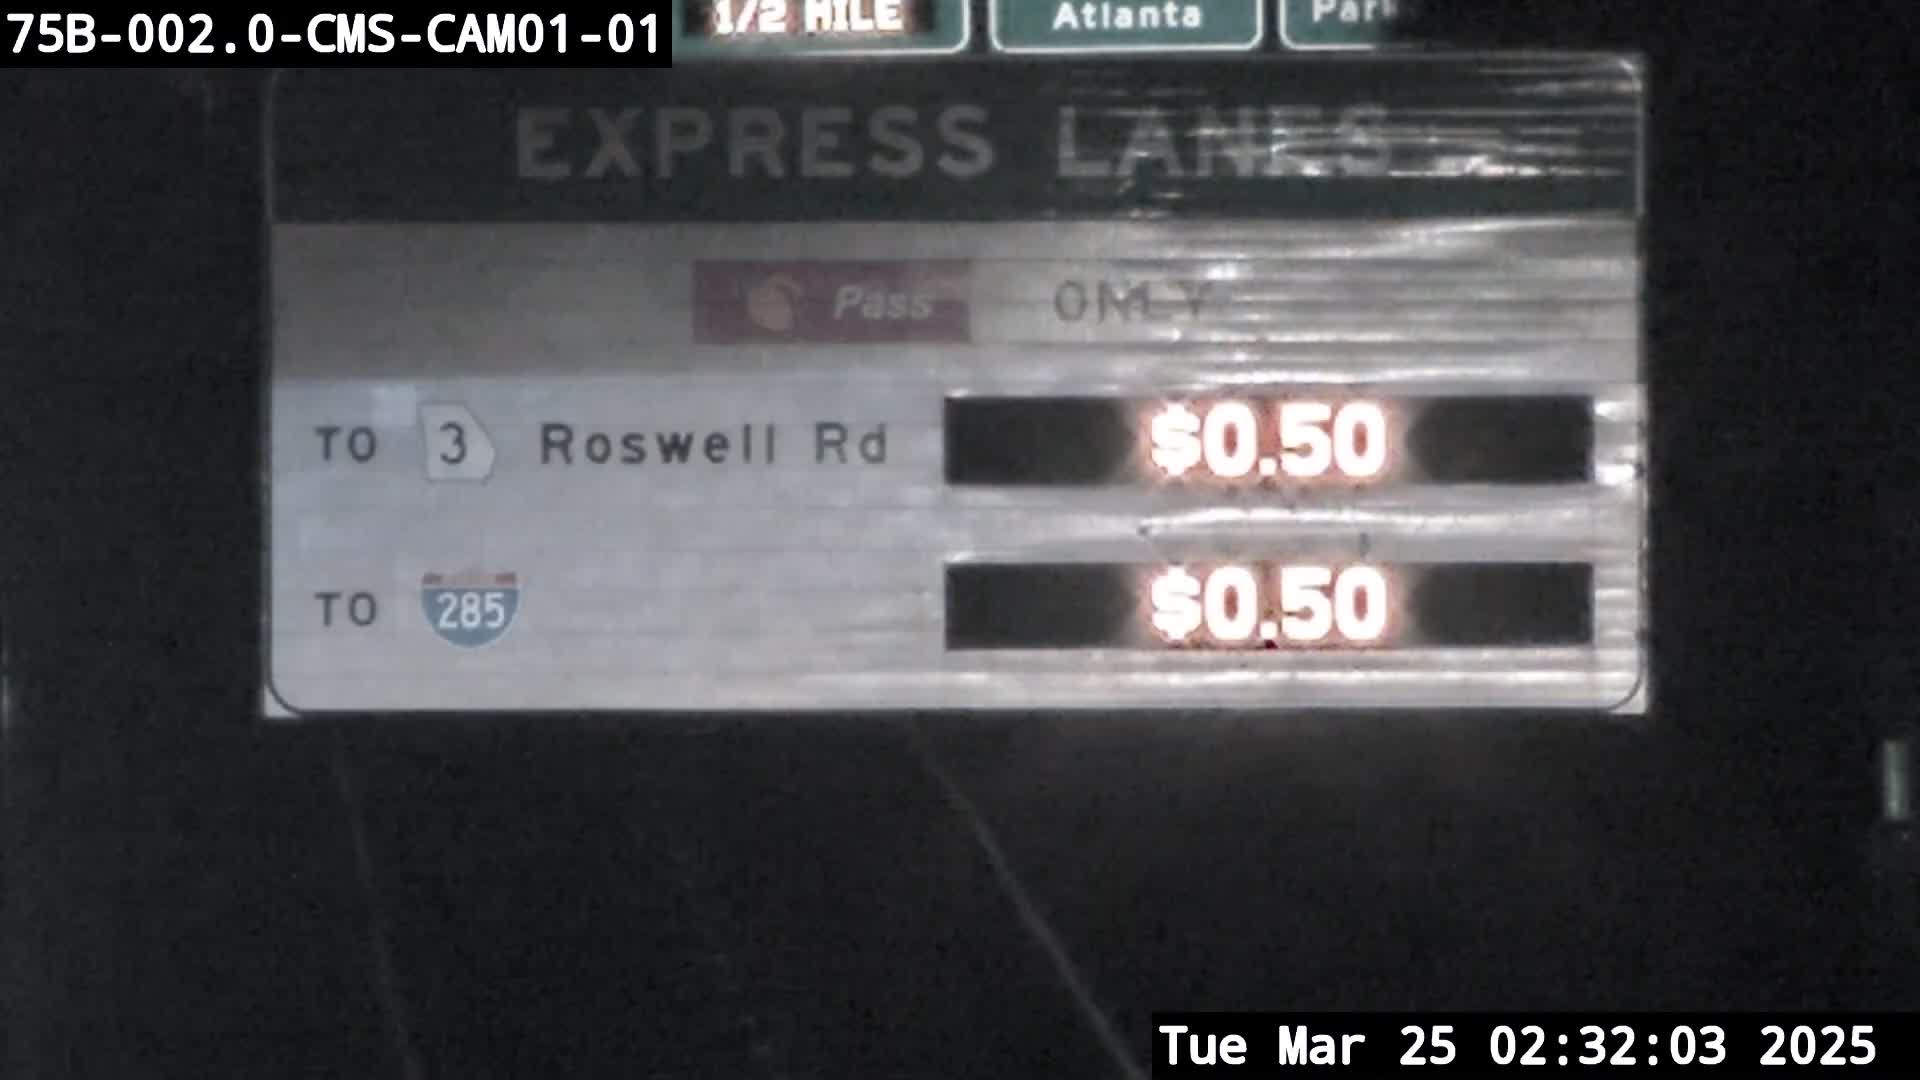 75B-002.0-CMS-CAM01-01
1/2 MILE
Atlanta
EXPRESS LANES
Pass ONLY
TO 3 Roswell Rd $0.50
TO 285 $0.50
Tue Mar 25 02:32:03 2025